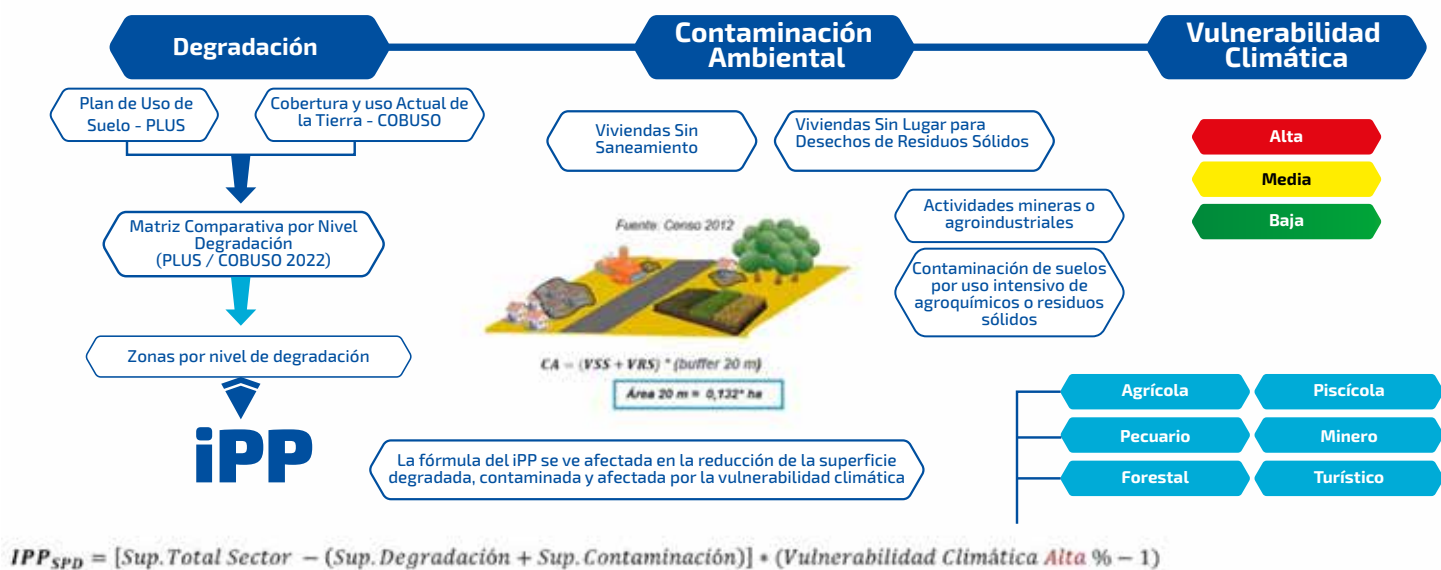 Degradación
Contaminación
Ambiental
Vulnerabilidad
Climática
Plan de Uso de
Suelo - PLUS
Cobertura y uso Actual de
la Tierra - COBUSO
Matriz Comparativa por Nivel
Degradación
(PLUS / COBUSO 2022)
Zonas por nivel de degradación
iPP
Viviendas Sin
Saneamiento
Viviendas Sin Lugar para
Desechos de Residuos Sólidos
Actividades mineras o
agroindustriales
Contaminación de suelos
por uso intensivo de
agroquímicos o residuos
sólidos
Fuente: Censo 2012
CA = (VSS + VRS) * (buffer 20 m)
Área 20 m = 0,132* ha
La fórmula del iPP se ve afectada en la reducción de la superficie
degradada, contaminada y afectada por la vulnerabilidad climática
Alta
Media
Baja
Agrícola
Piscícola
Pecuario
Minero
Forestal
Turístico
IPP_SPD = [Sup. Total Sector − (Sup. Degradación + Sup. Contaminación)] * (Vulnerabilidad Climática Alta % − 1)